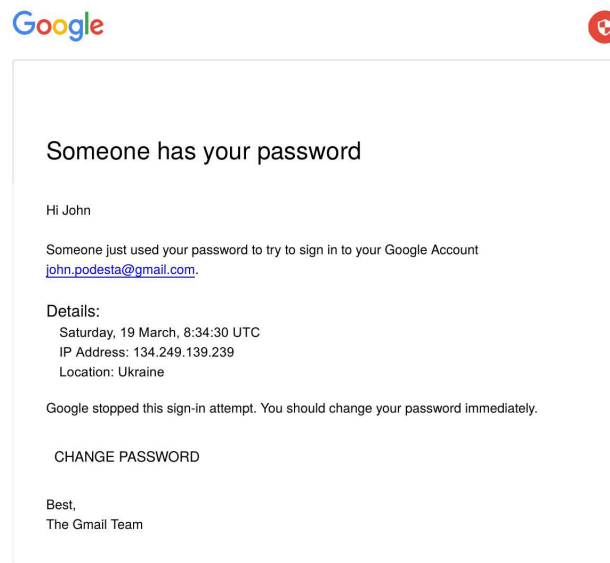 Google
Someone has your password
Hi John
Someone just used your password to try to sign in to your Google Account
john.podesta@gmail.com.
Details:
Saturday, 19 March, 8:34:30 UTC
IP Address: 134.249.139.239
Location: Ukraine
Google stopped this sign-in attempt. You should change your password immediately.
CHANGE PASSWORD
Best,
The Gmail Team